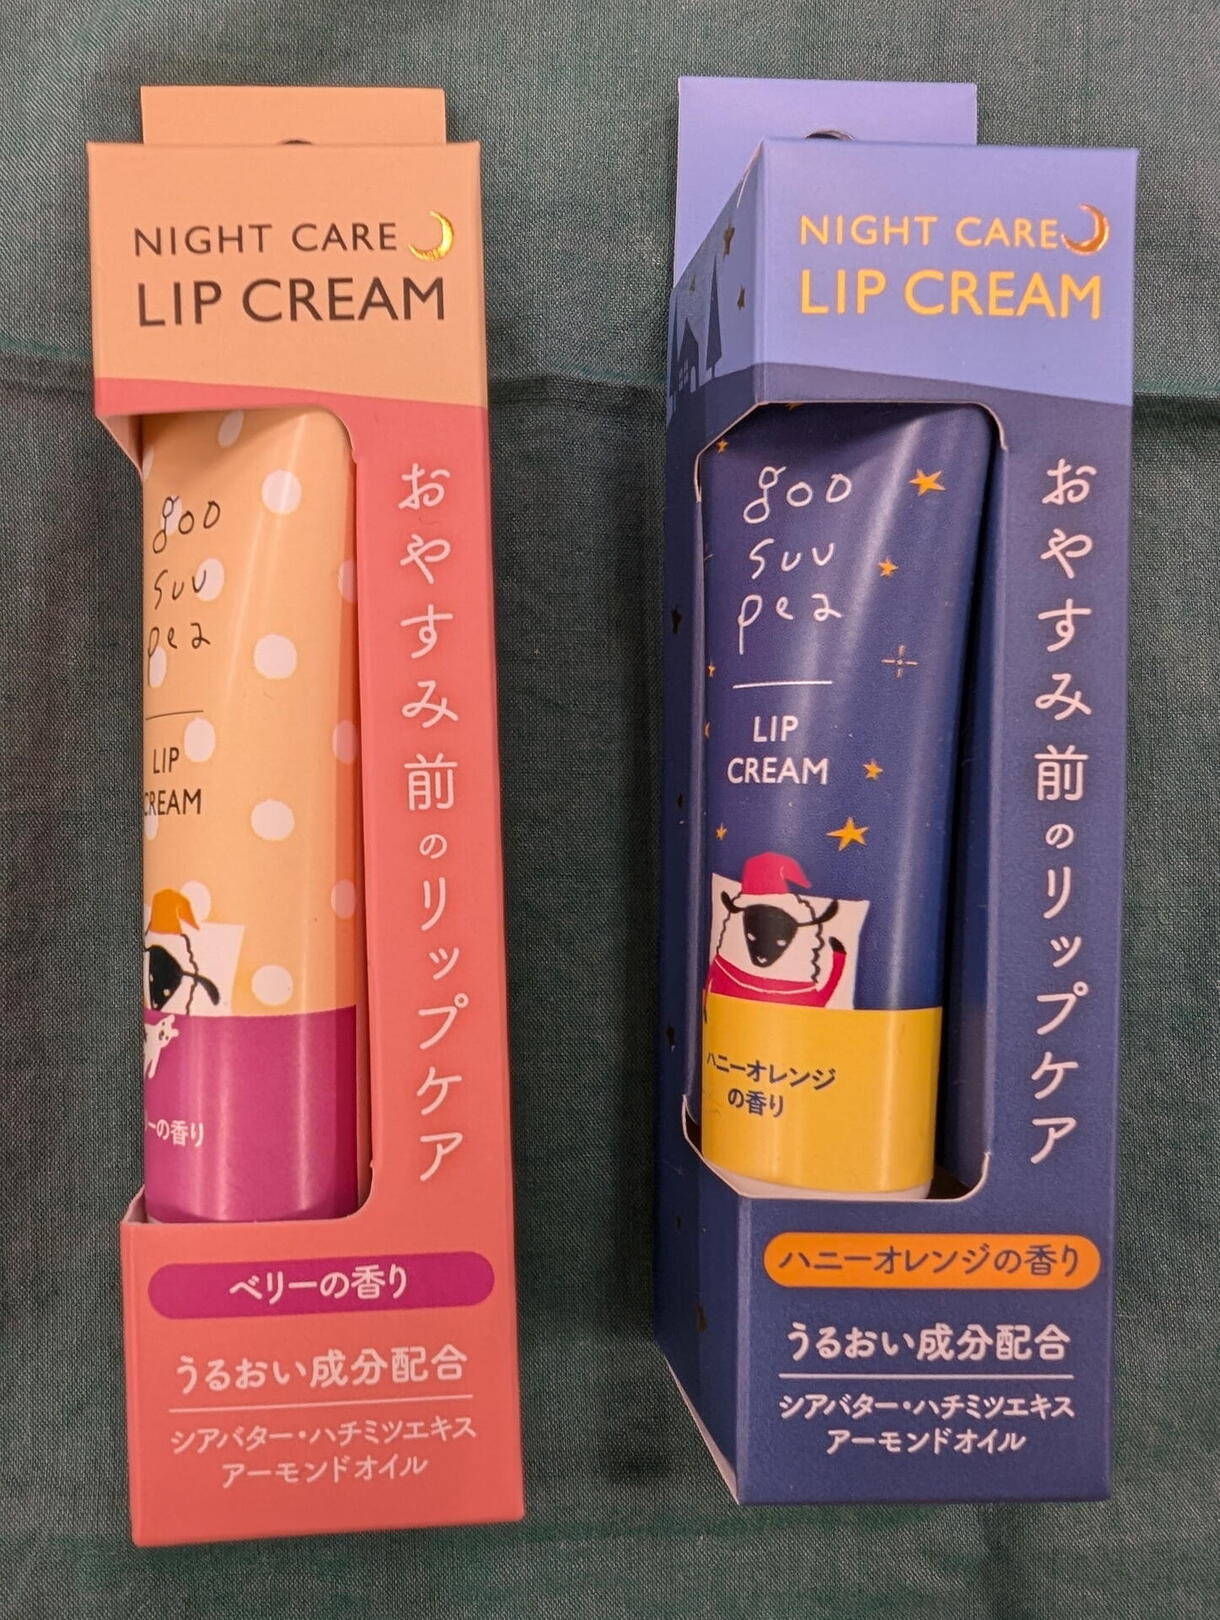 NIGHT CARE
LIP CREAM
goo
suu
pea
LIP
CREAM
ーの香り
おやすみ前のリップケア
ベリーの香り
うるおい成分配合
シアバター・ハチミツエキス
アーモンドオイル
NIGHT CARE
LIP CREAM
goo
suu
pea
LIP
CREAM
ハニーオレンジ
の香り
おやすみ前のリップケア
ハニーオレンジの香り
うるおい成分配合
シアバター・ハチミツエキス
アーモンドオイル